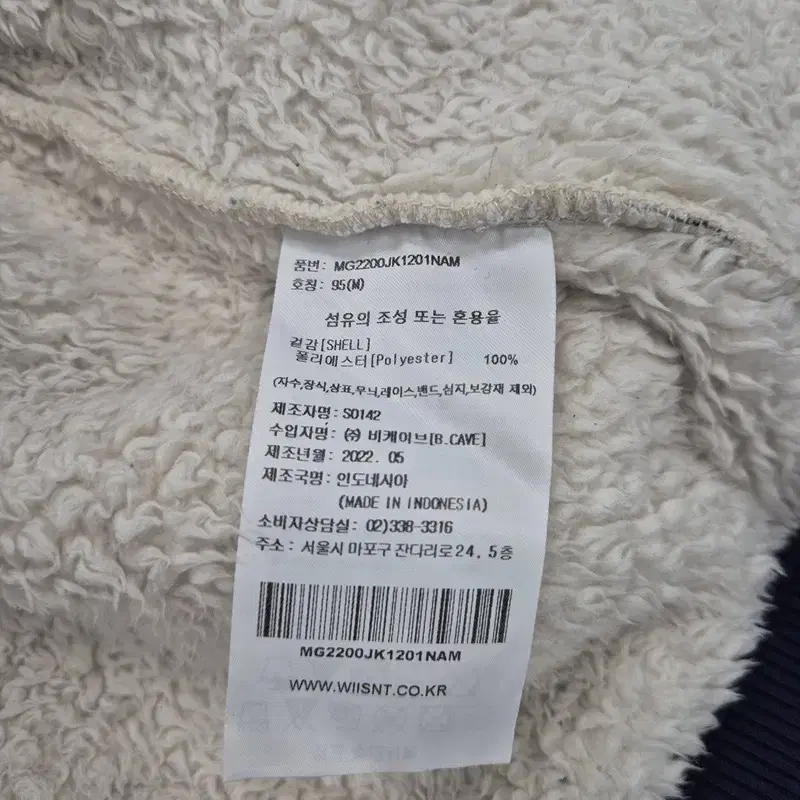 품번: MG2200JK1201NAM
호칭: 95(M)
섬유의 조성 또는 혼용율
겉감[SHELL]
폴리에스터[Polyester] 100%
(자수,장식,상표,무늬,레이스,밴드,심지,보강재 제외)
제조자명: S0142
수입자명: ㈜ 비케이브[B.CAVE]
제조년월: 2022. 05
제조국명: 인도네시아
(MADE IN INDONESIA)
소비자상담실: 02)338-3316
주소: 서울시 마포구 잔다리로24, 5층
MG2200JK1201NAM
WWW.WIISNT.CO.KR